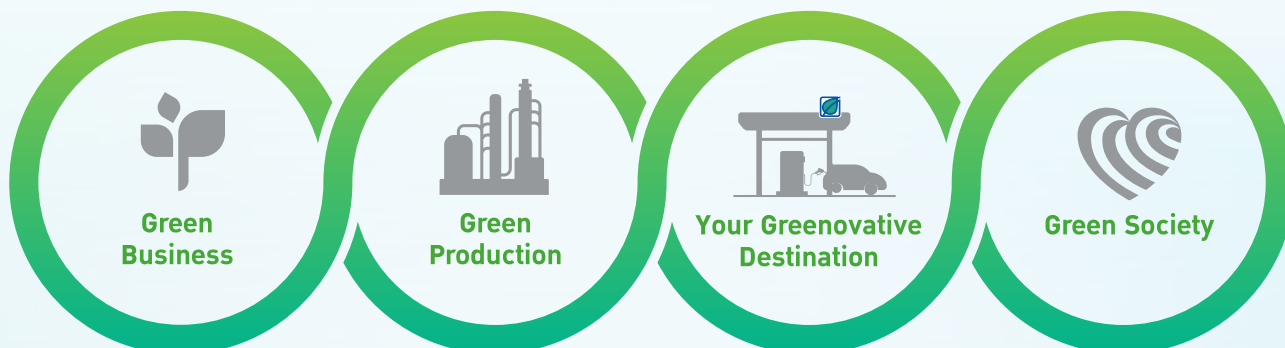 Green
Business
Green
Production
Your Greenovative
Destination
Green Society